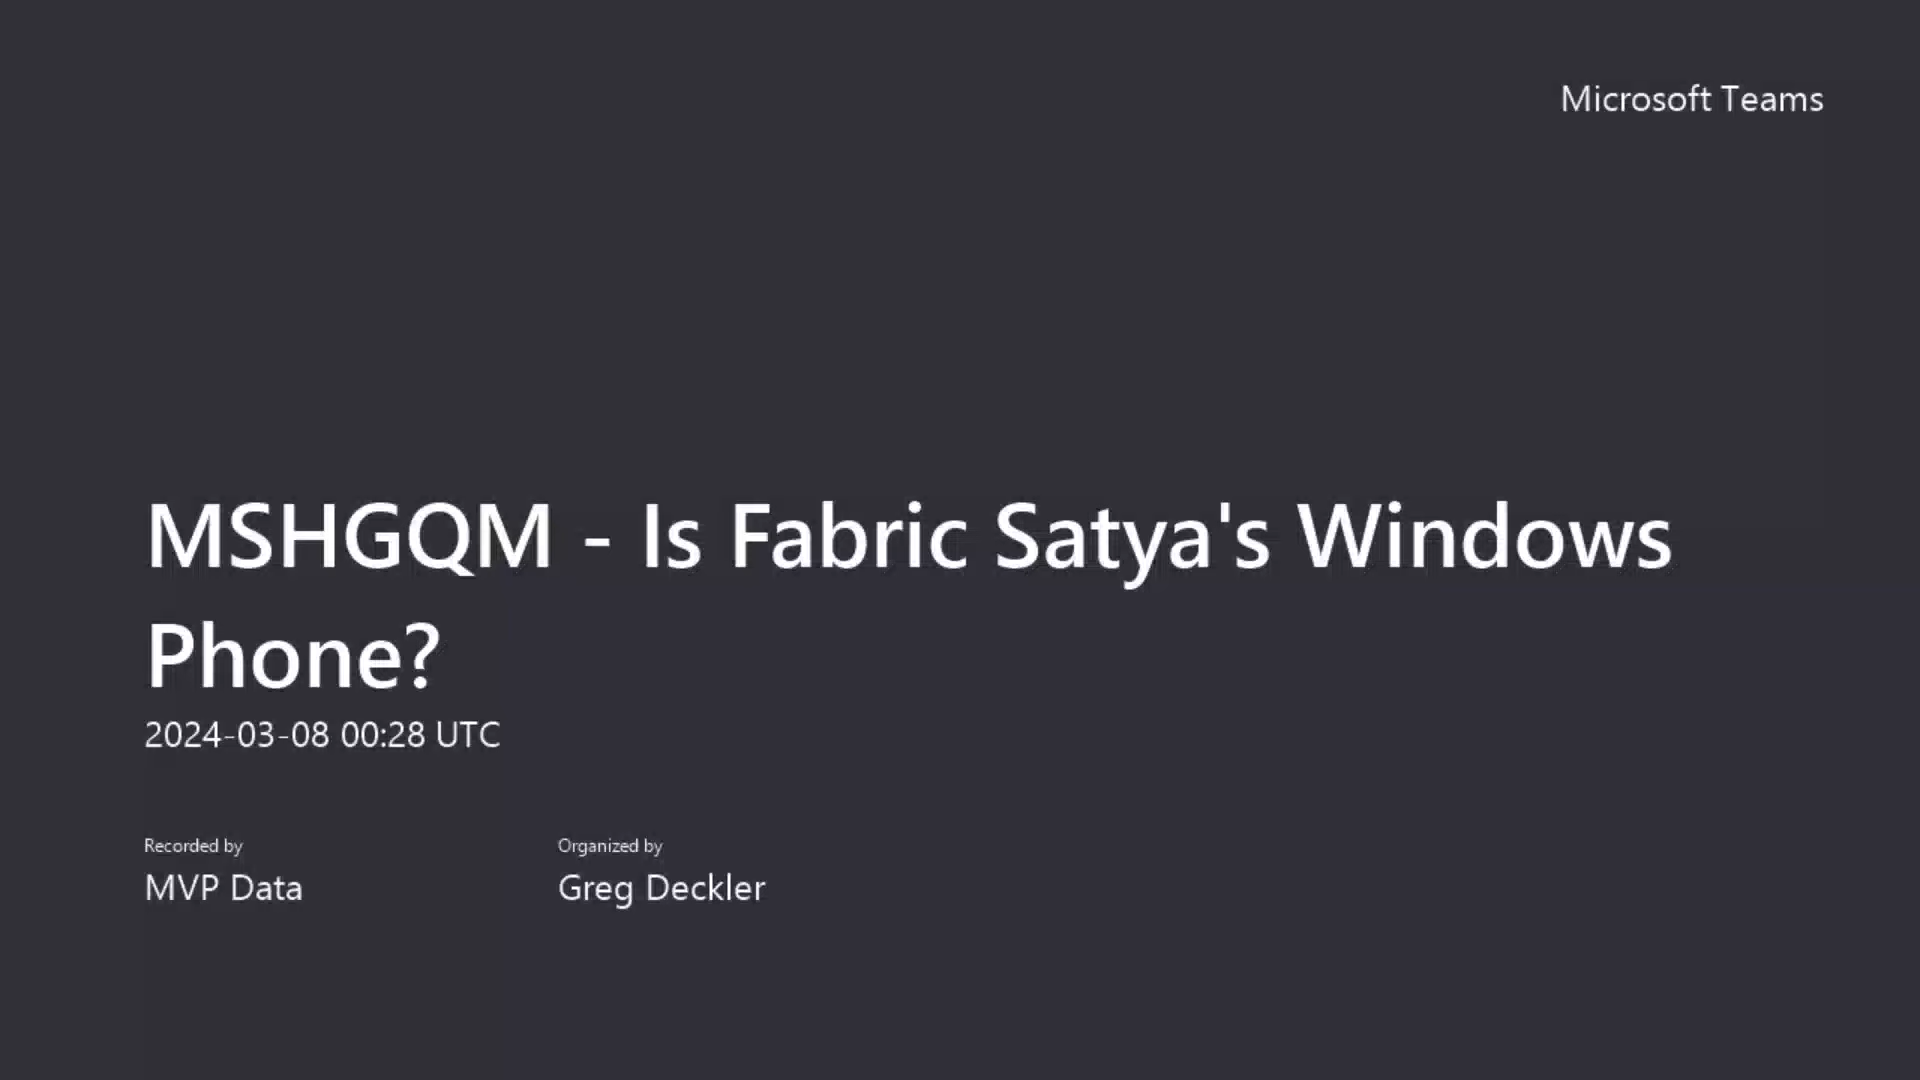 Microsoft Teams
MSHGQM - Is Fabric Satya's Windows
Phone?
2024-03-08 00:28 UTC
Recorded by
Organized by
MVP Data
Greg Deckler